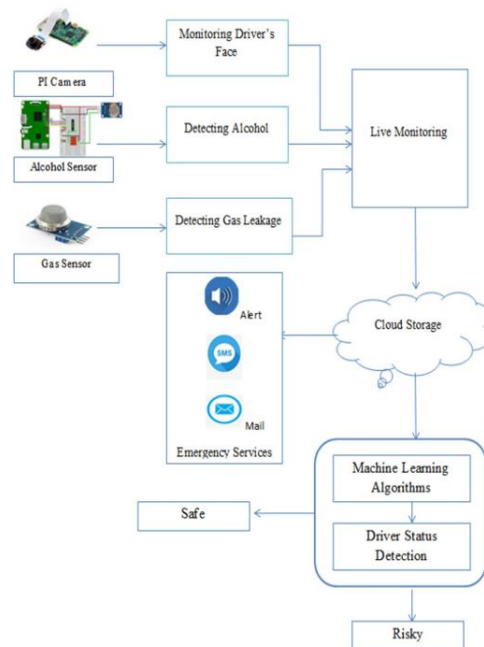 Monitoring Driver's
Face
PI Camera
Detecting Alcohol
Live Monitoring
Alcohol Sensor
Detecting Gas Leakage
Gas Sensor
Alert
SMS
Mail
Emergency Services
Cloud Storage
Machine Learning
Algorithms
Safe
Driver Status
Detection
Risky